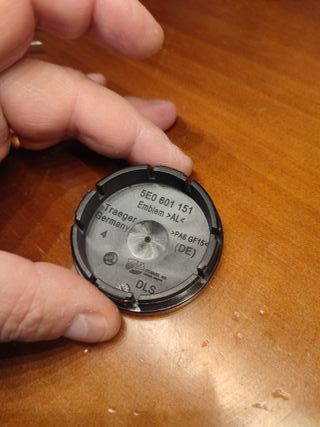 5E0 601 151
Emblem >AL<
Traeger
Germany
>PA6 GF15<
4
(DE)
DLS